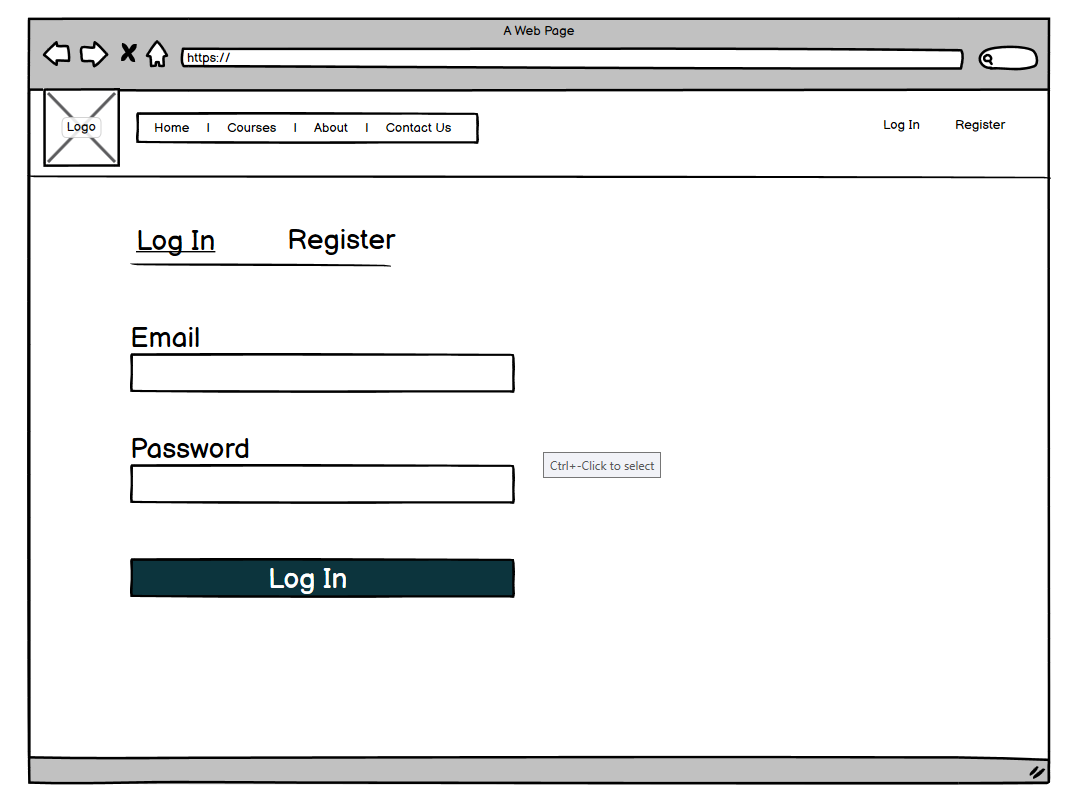 A Web Page
https://
Logo
Home | Courses | About | Contact Us
Log In Register
Log In Register
Email
Password
Ctrl+-Click to select
Log In